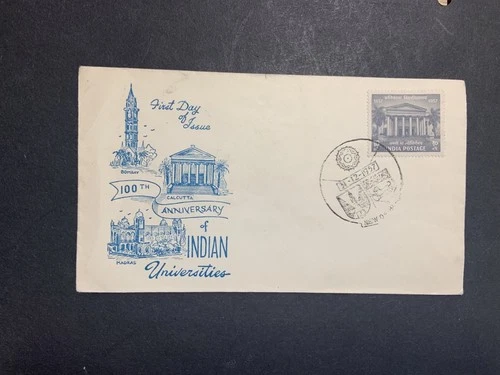 First Day
of
Issue
BOMBAY
100TH
CALCUTTA
ANNIVERSARY
of
INDIAN
MADRAS
Universities
INDIA POSTAGE